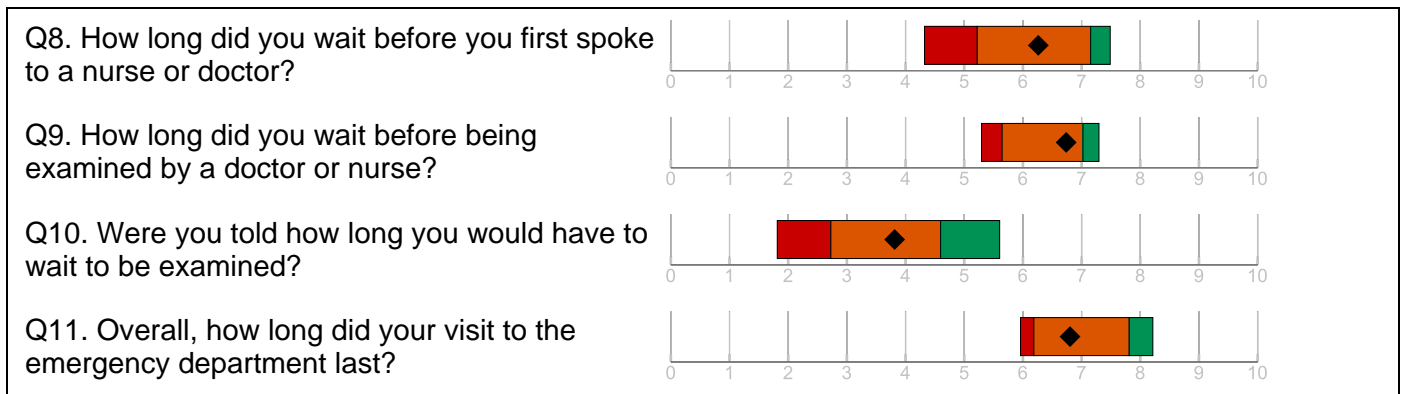 Q8. How long did you wait before you first spoke
to a nurse or doctor?
0 1 2 3 4 5 6 7 8 9 10
Q9. How long did you wait before being
examined by a doctor or nurse?
0 1 2 3 4 5 6 7 8 9 10
Q10. Were you told how long you would have to
wait to be examined?
0 1 2 3 4 5 6 7 8 9 10
Q11. Overall, how long did your visit to the
emergency department last?
0 1 2 3 4 5 6 7 8 9 10